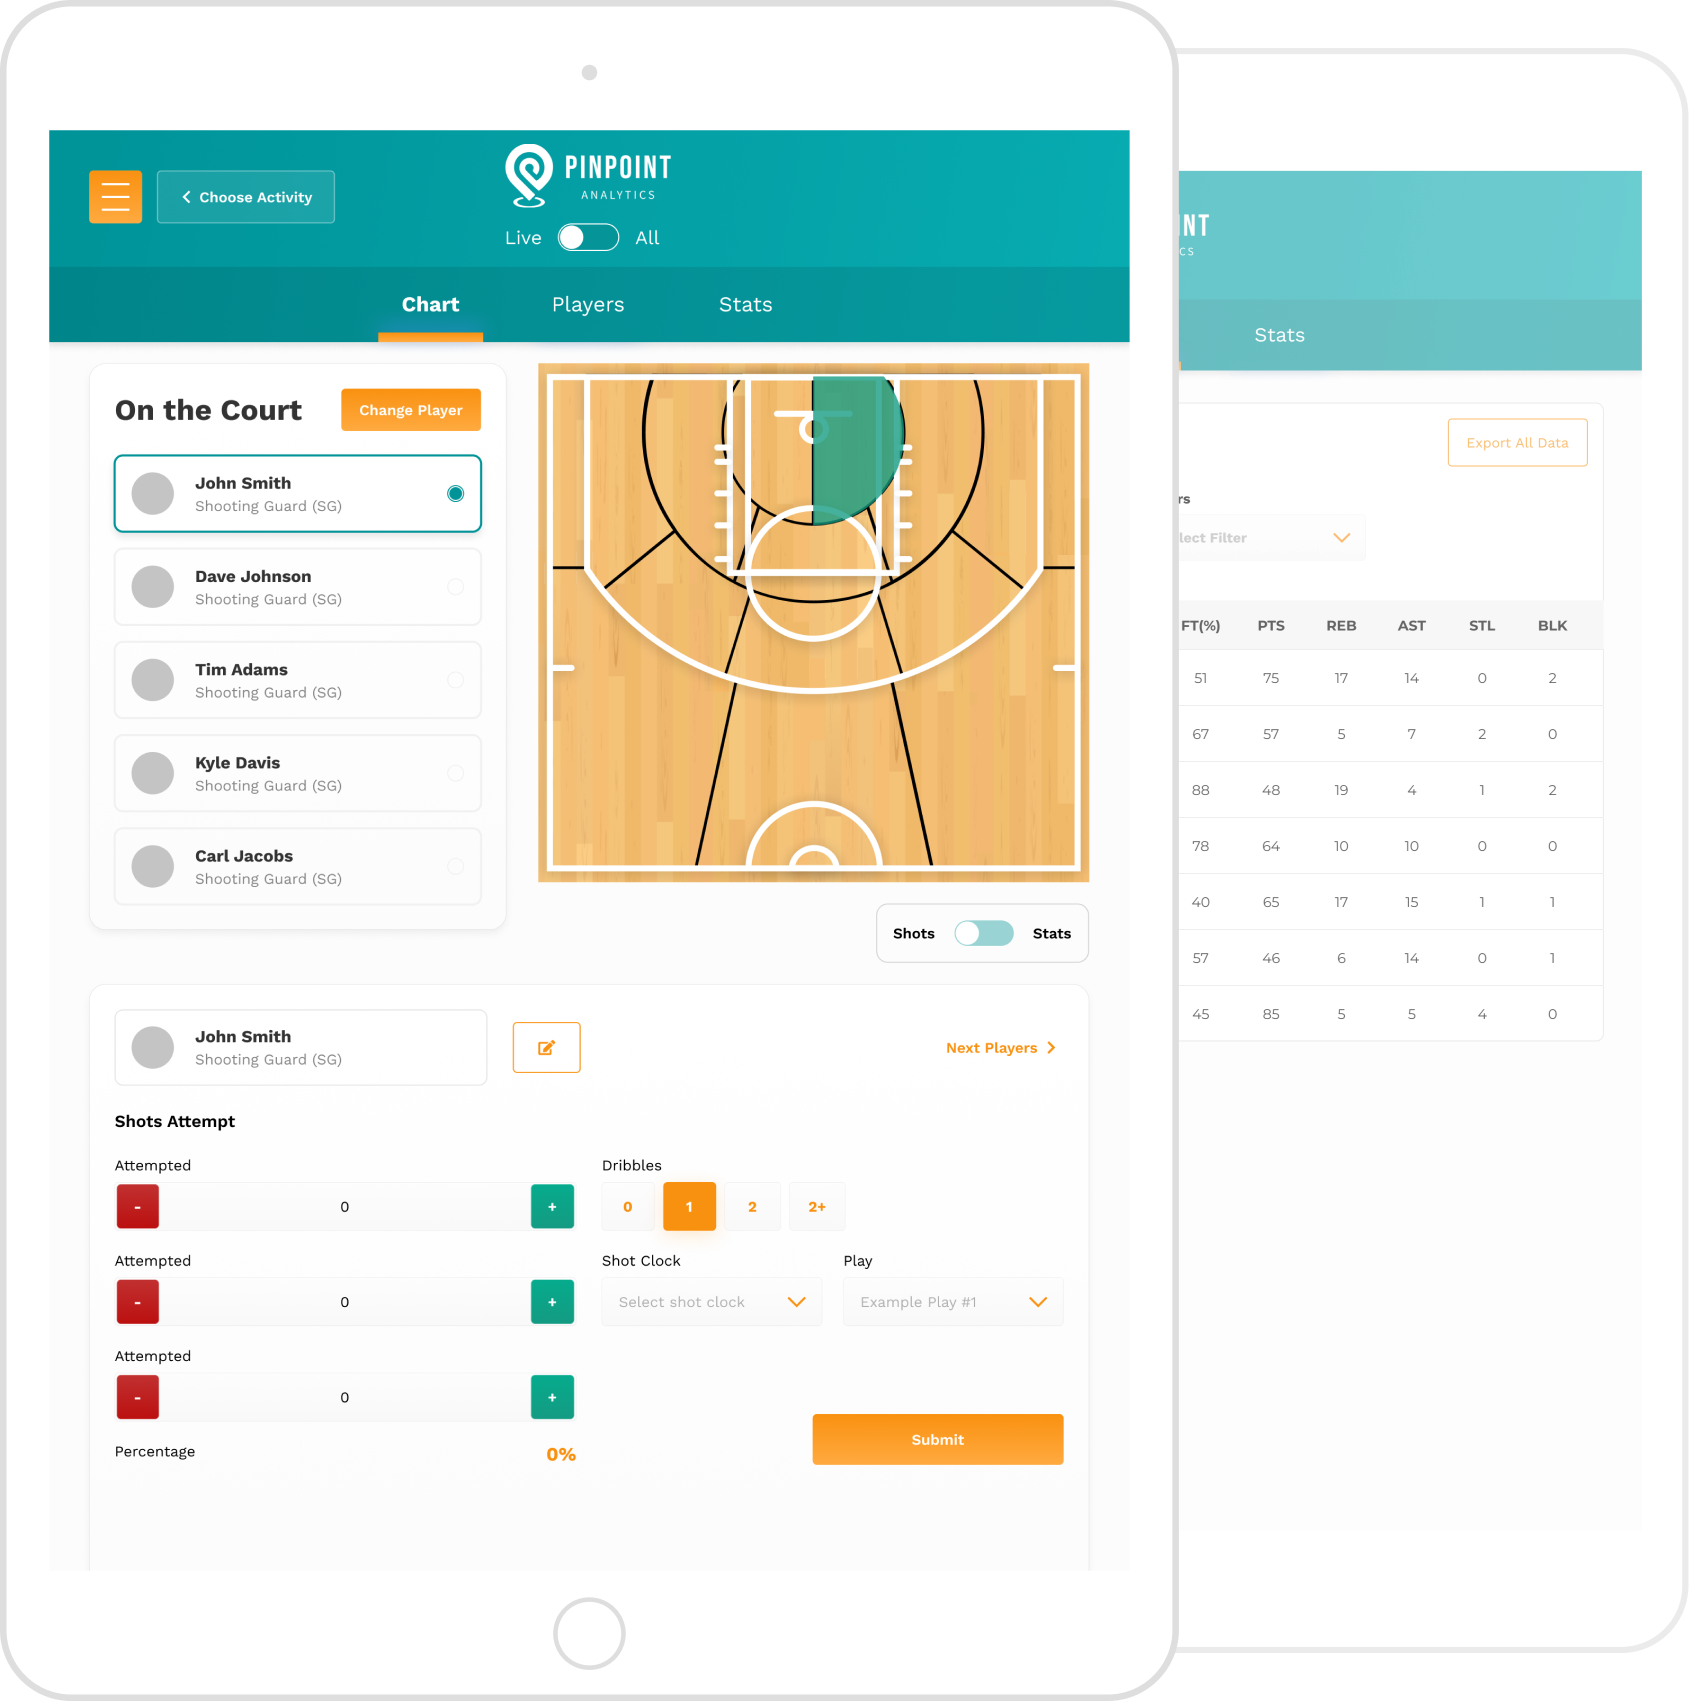 PINPOINT
ANALYTICS
Choose Activity
Live All
Chart Players Stats
On the Court
Change Player
John Smith
Shooting Guard (SG)
Dave Johnson
Shooting Guard (SG)
Tim Adams
Shooting Guard (SG)
Kyle Davis
Shooting Guard (SG)
Carl Jacobs
Shooting Guard (SG)
Shots Stats
John Smith
Shooting Guard (SG)
Next Players
Shots Attempt
Attempted
- 0 +
Dribbles
0 1 2 2+
Attempted
- 0 +
Shot Clock
Select shot clock
Play
Example Play #1
Attempted
- 0 +
Percentage 0%
Submit
NT
CS
Stats
Export All Data
rs
lect Filter
FT(%) PTS REB AST STL BLK
51 75 17 14 0 2
67 57 5 7 2 0
88 48 19 4 1 2
78 64 10 10 0 0
40 65 17 15 1 1
57 46 6 14 0 1
45 85 5 5 4 0